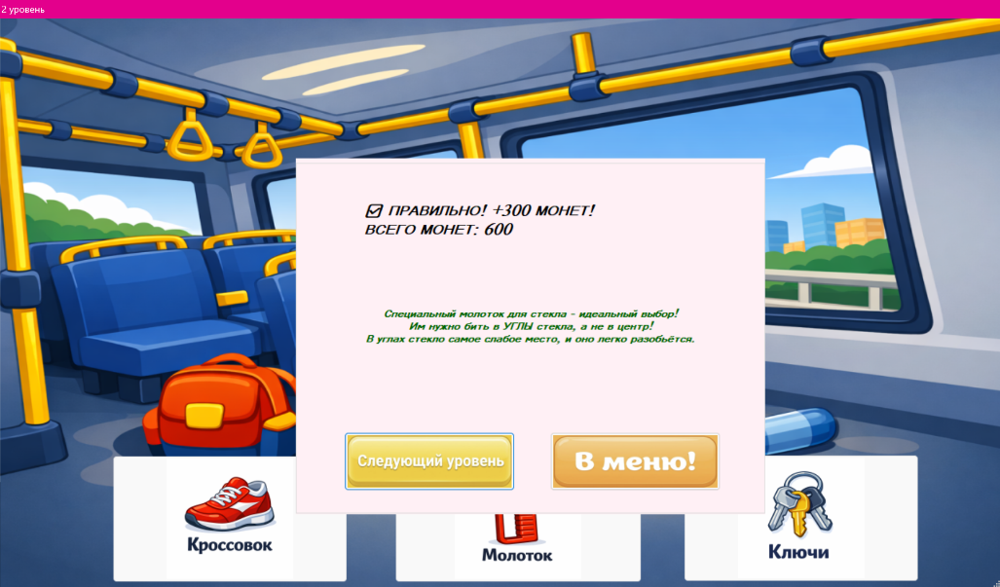 2 уровень
ПРАВИЛЬНО! +300 МОНЕТ!
ВСЕГО МОНЕТ: 600
Специальный молоток для стекла - идеальный выбор!
Им нужно бить в УГЛЫ стекла, а не в центр!
В углах стекло самое слабое место, и оно легко разобьётся.
Следующий уровень
В меню!
Кроссовок
Молоток
Ключи